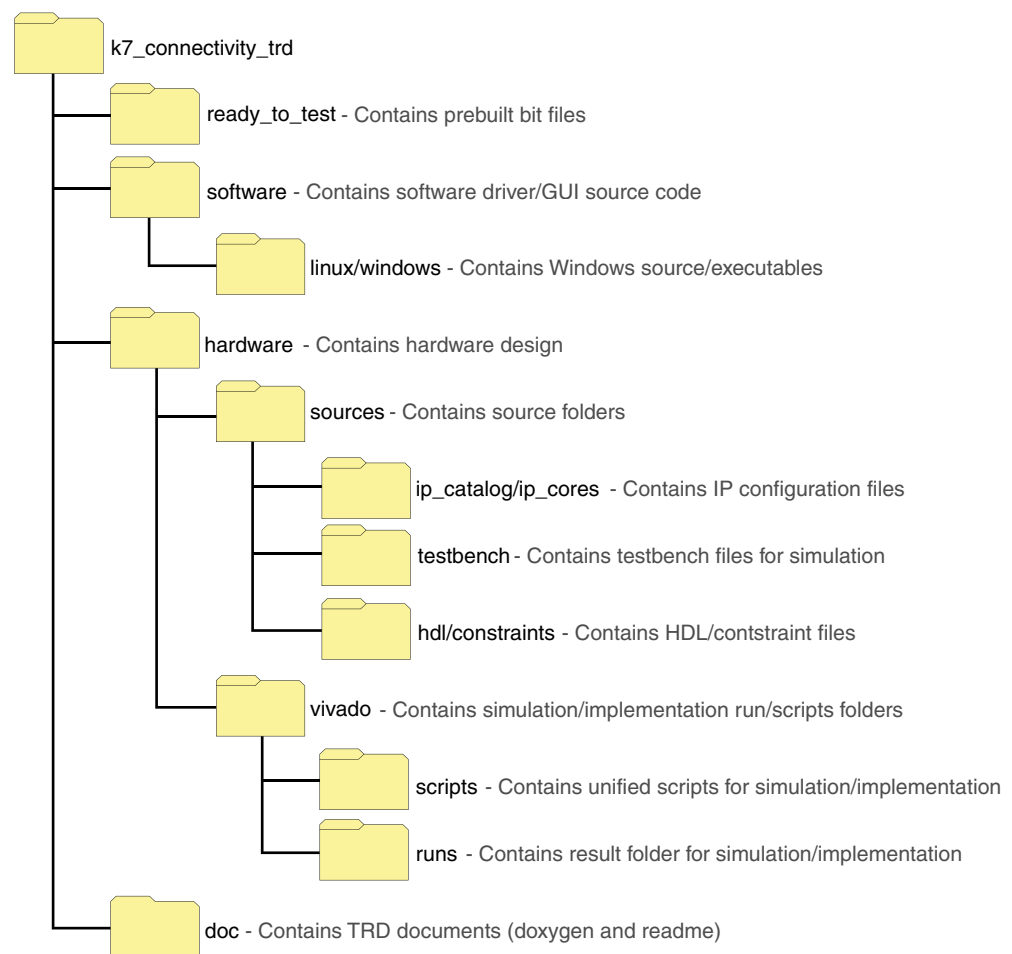 k7_connectivity_trd
ready_to_test - Contains prebuilt bit files
software - Contains software driver/GUI source code
linux/windows - Contains Windows source/executables
hardware - Contains hardware design
sources - Contains source folders
ip_catalog/ip_cores - Contains IP configuration files
testbench - Contains testbench files for simulation
hdl/constraints - Contains HDL/contstraint files
vivado - Contains simulation/implementation run/scripts folders
scripts - Contains unified scripts for simulation/implementation
runs - Contains result folder for simulation/implementation
doc - Contains TRD documents (doxygen and readme)